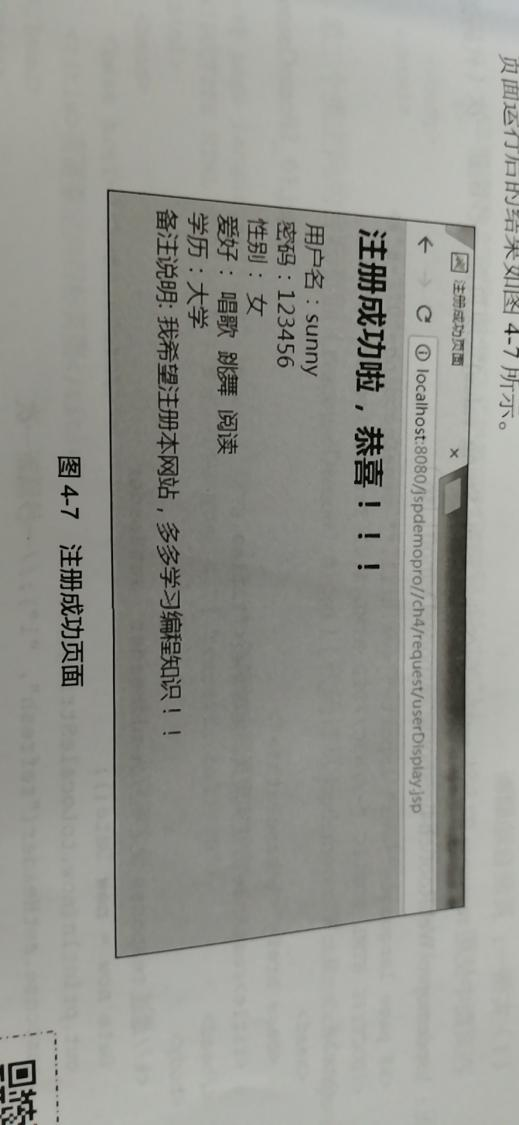 页面运行后的结果如图 4-7 所示。
注册成功页面 ×
localhost:8080/jspdemopro//ch4/request/userDisplay.jsp
注册成功啦，恭喜！！！
用户名：sunny
密码：123456
性别：女
爱好： 唱歌 跳舞 阅读
学历：大学
备注说明: 我希望注册本网站，多多学习编程知识！！
图 4-7 注册成功页面